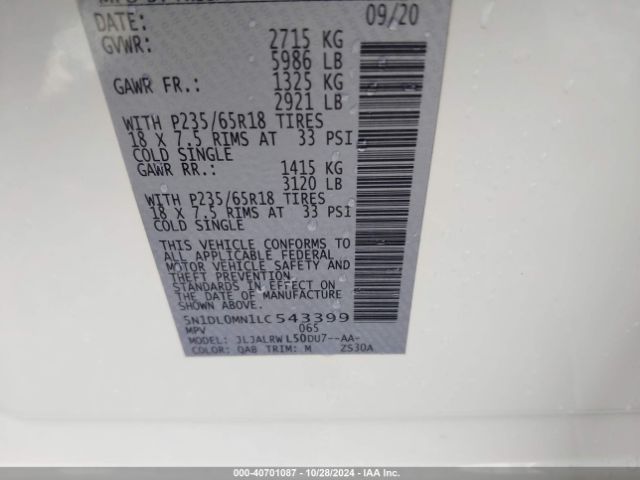 DATE: 09/20
GVWR: 2715 KG
5986 LB
GAWR FR.: 1325 KG
2921 LB
WITH P235/65R18 TIRES
18 X 7.5 RIMS AT 33 PSI
COLD SINGLE
GAWR RR.: 1415 KG
3120 LB
WITH P235/65R18 TIRES
18 X 7.5 RIMS AT 33 PSI
COLD SINGLE
THIS VEHICLE CONFORMS TO
ALL APPLICABLE FEDERAL
MOTOR VEHICLE SAFETY AND
THEFT PREVENTION
STANDARDS IN EFFECT ON
THE DATE OF MANUFACTURE
SHOWN ABOVE.
5N1DL0MN1LC543399
MPV 065
MODEL: JLJALRWL50DU7--AA-
COLOR: QAB TRIM: M ZS30A
000-40701087 | 10/28/2024 | IAA Inc.